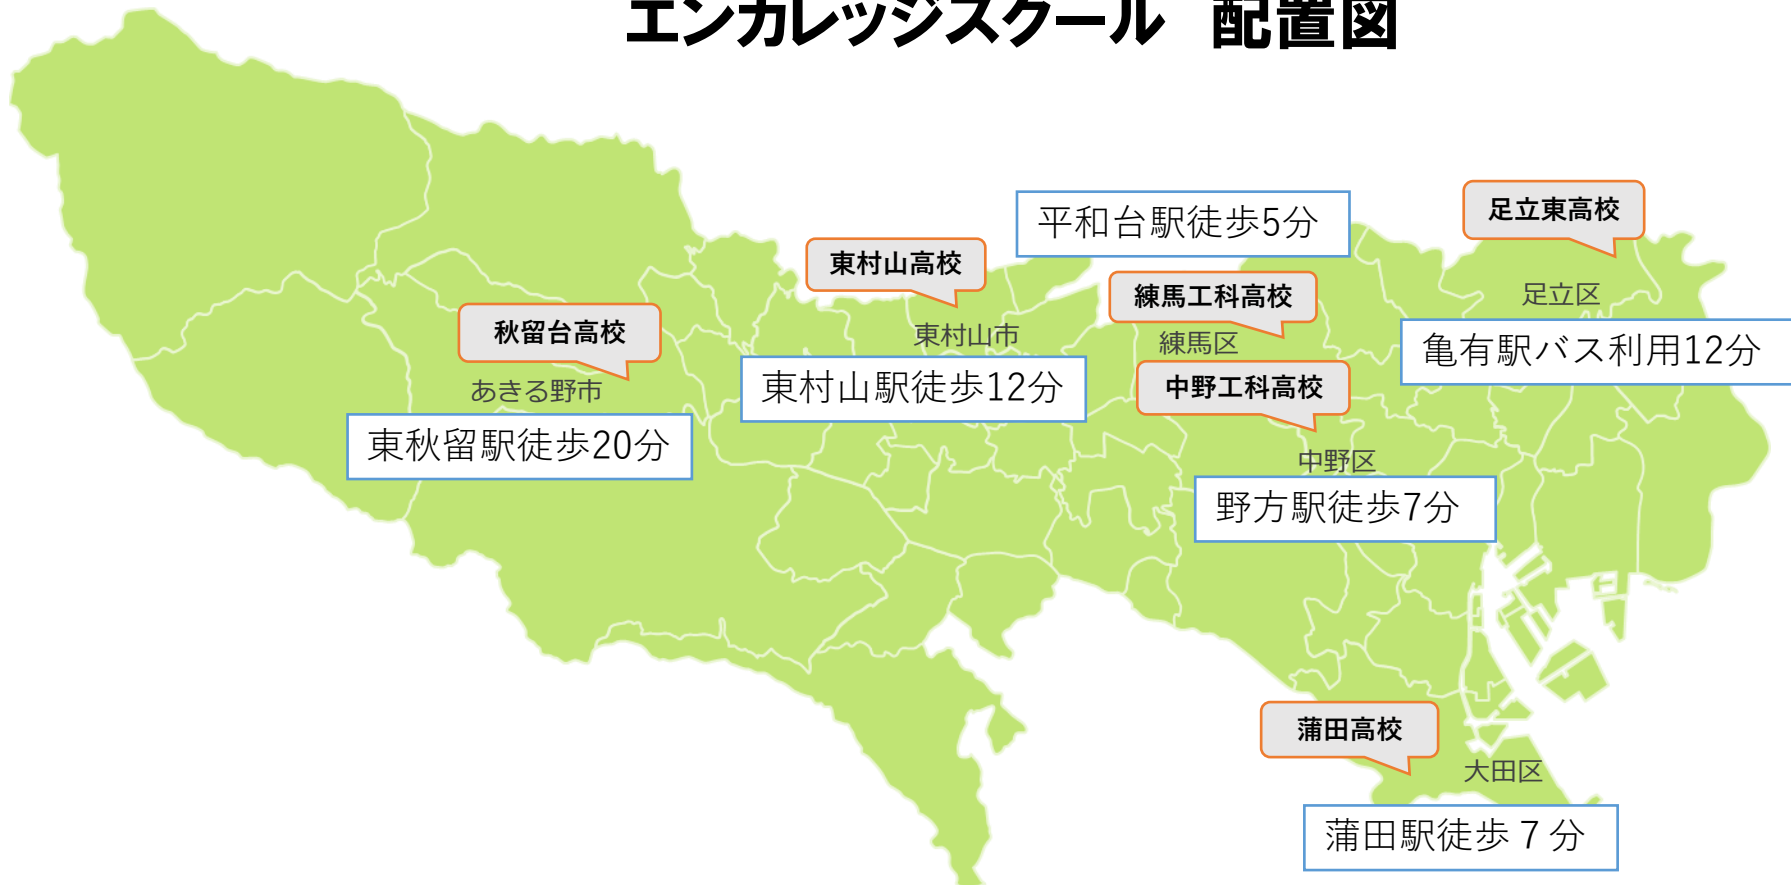 エンカレッジスクール　配置図
平和台駅徒歩5分
足立東高校
東村山高校
練馬工科高校
足立区
秋留台高校
東村山市
練馬区
亀有駅バス利用12分
あきる野市
東村山駅徒歩12分
中野工科高校
東秋留駅徒歩20分
中野区
野方駅徒歩7分
蒲田高校
大田区
蒲田駅徒歩７分